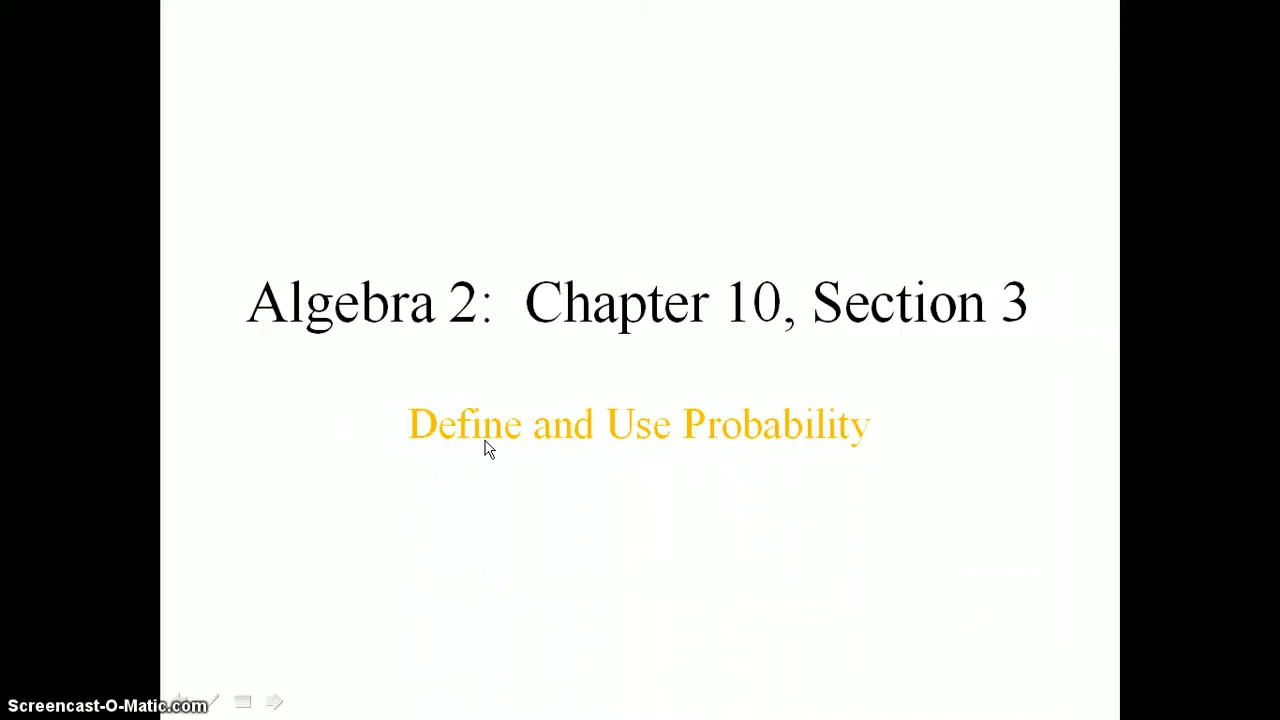 Algebra 2:  Chapter 10, Section 3
Define and Use Probability
Screencast-O-Matic.com